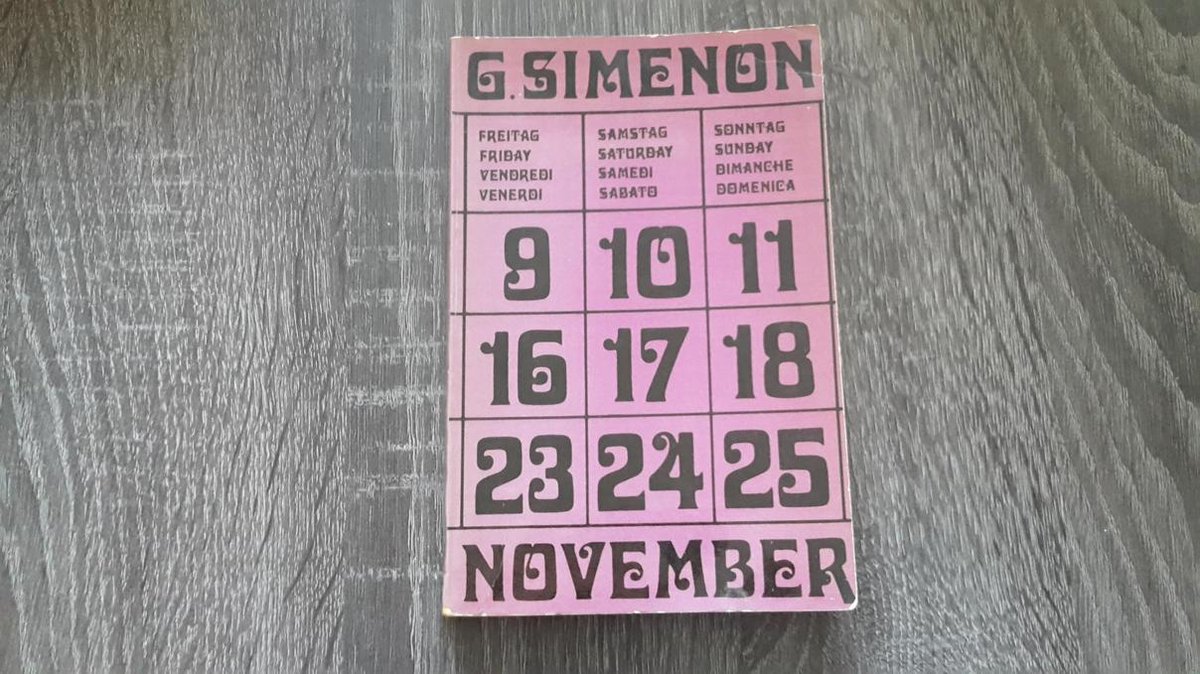 G. SIMENON
FREITAG
FRIDAY
VENDREDI
VENERDI
SAMSTAG
SATURDAY
SAMEDI
SABATO
SONNTAG
SUNDAY
DIMANCHE
DOMENICA
9 10 11
16 17 18
23 24 25
NOVEMBER